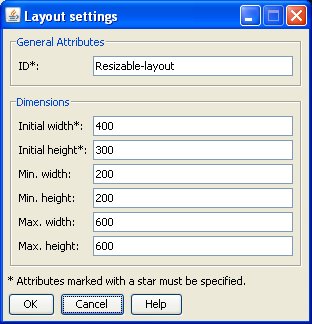 Layout settings
General Attributes
ID*: Resizable-layout
Dimensions
Initial width*: 400
Initial height*: 300
Min. width: 200
Min. height: 200
Max. width: 600
Max. height: 600
* Attributes marked with a star must be specified.
OK Cancel Help